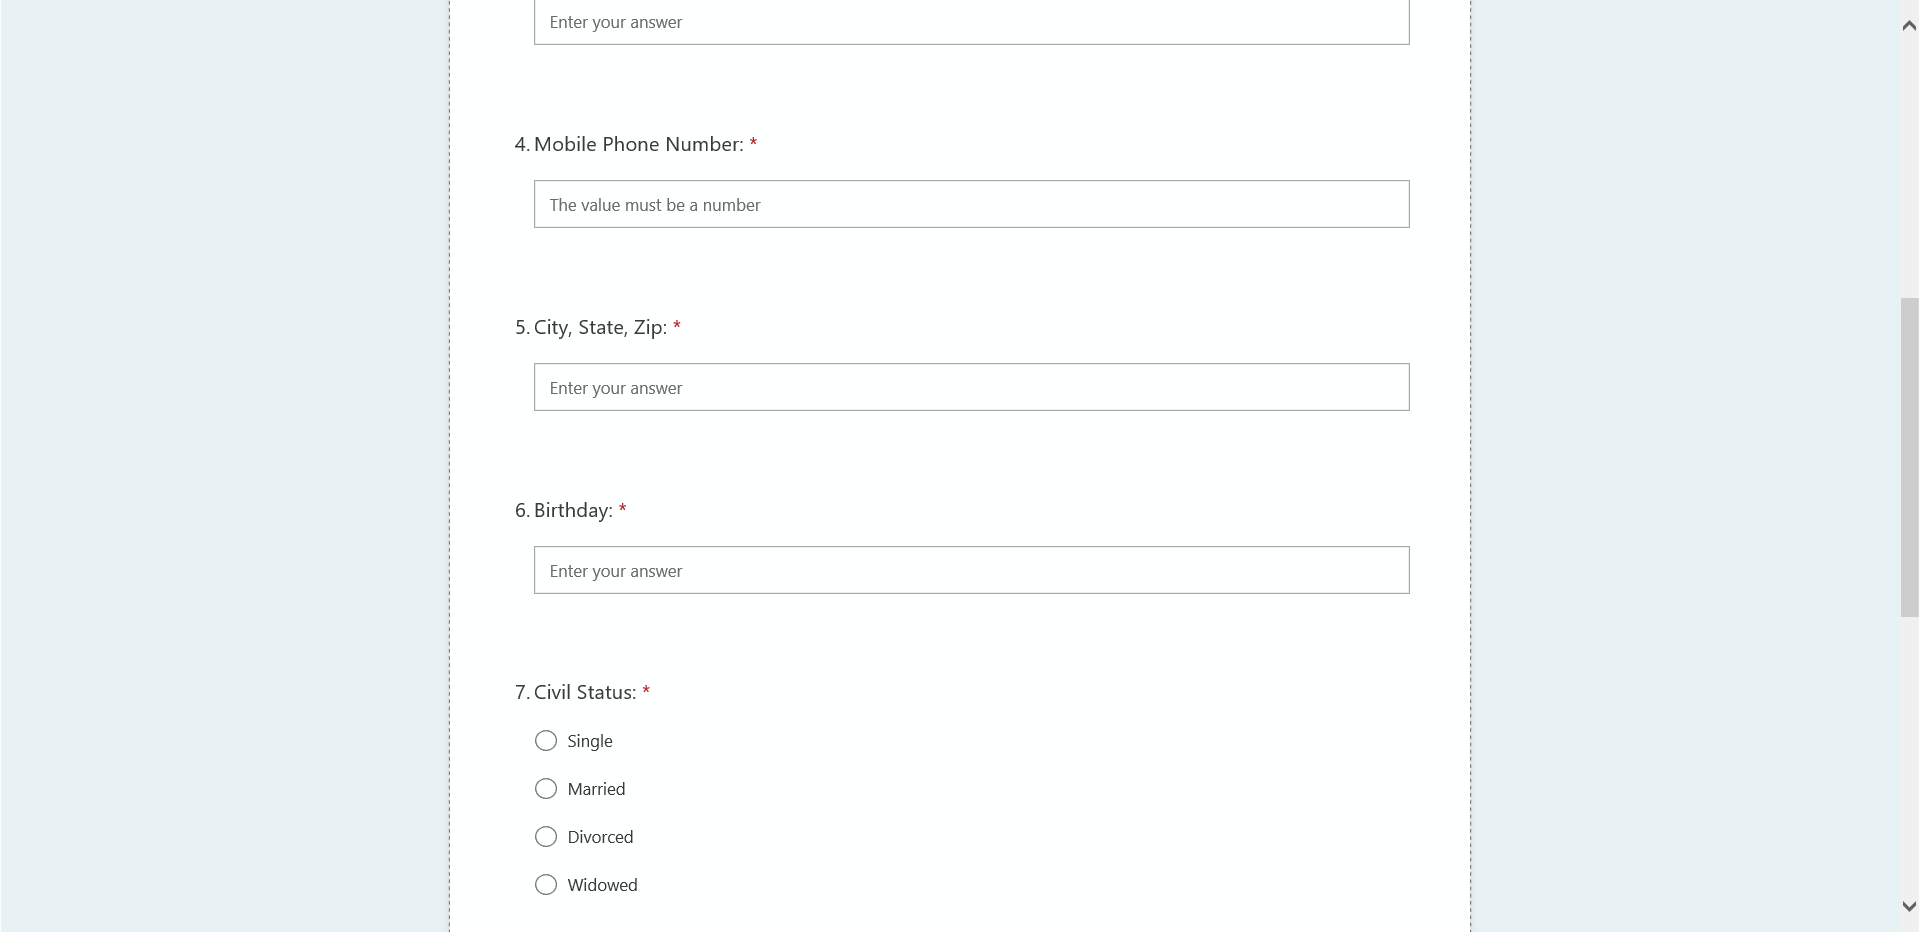 Enter your answer
4. Mobile Phone Number: *
The value must be a number
5. City, State, Zip: *
Enter your answer
6. Birthday: *
Enter your answer
7. Civil Status: *
Single
Married
Divorced
Widowed